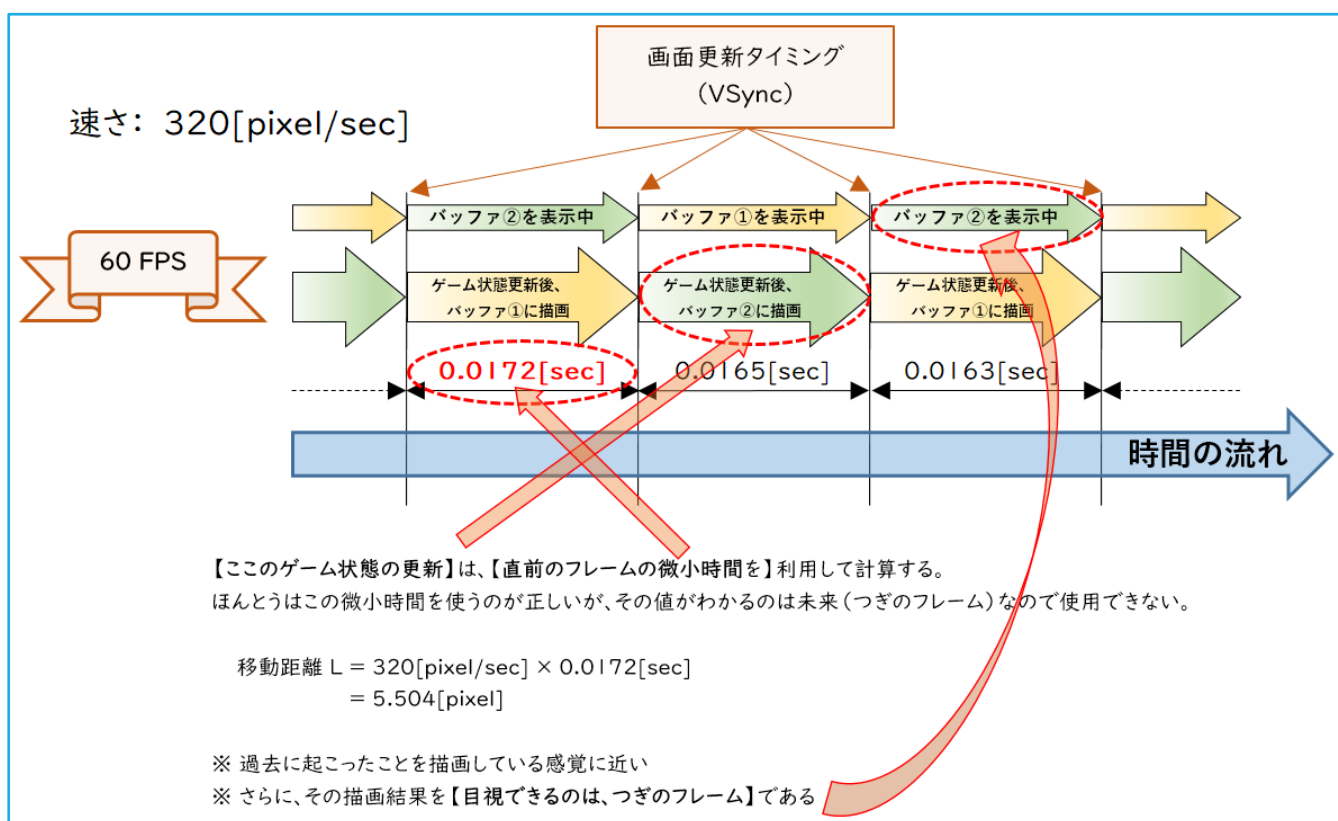 画面更新タイミング
（VSync）
速さ： 320[pixel/sec]
バッファ②を表示中
バッファ①を表示中
バッファ②を表示中
60 FPS
ゲーム状態更新後、
バッファ①に描画
ゲーム状態更新後、
バッファ②に描画
ゲーム状態更新後、
バッファ①に描画
0.0172[sec]
0.0165[sec]
0.0163[sec]
時間の流れ
【ここのゲーム状態の更新】は、【直前のフレームの微小時間を】利用して計算する。
ほんとうはこの微小時間を使うのが正しいが、その値がわかるのは未来（つぎのフレーム）なので使用できない。
移動距離 L = 320[pixel/sec] × 0.0172[sec]
= 5.504[pixel]
※ 過去に起こったことを描画している感覚に近い
※ さらに、その描画結果を【目視できるのは、つぎのフレーム】である